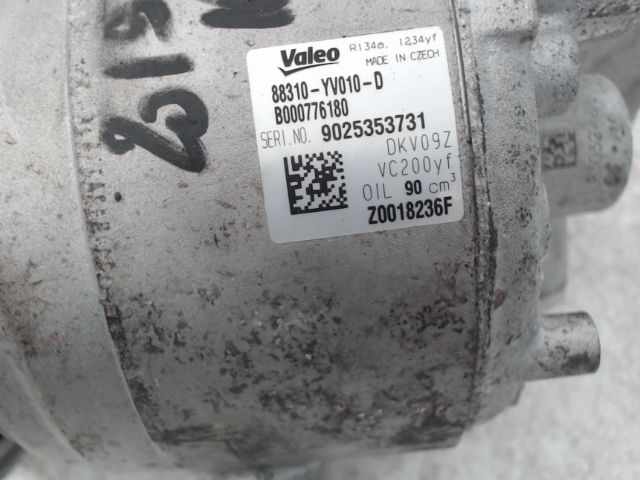 Valeo R134a, 1234yf
MADE IN CZECH
88310-YV010-D
B000776180
SERI.NO. 9025353731
DKV09Z
VC200yf
OIL 90 cm³
Z0018236F